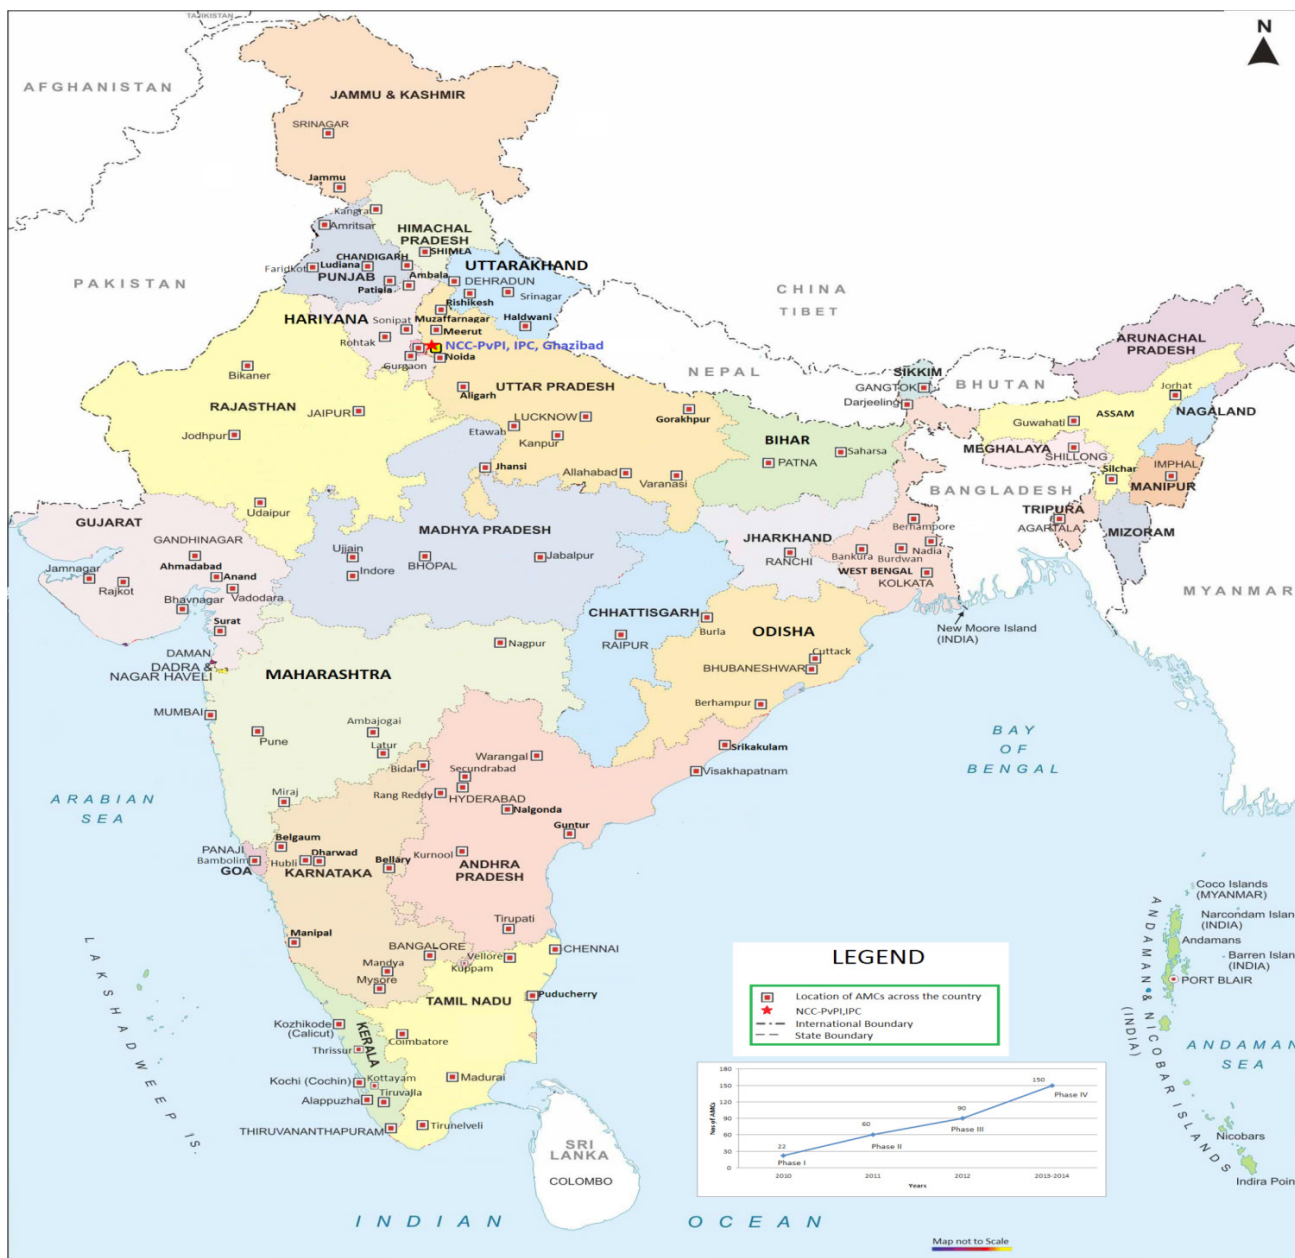 TAJIKISTAN
N
AFGHANISTAN
JAMMU & KASHMIR
SRINAGAR
Jammu
Kangra
Amritsar
HIMACHAL
PRADESH
SHIMLA
CHANDIGARH
Ludiana
Faridkot
PUNJAB
Patiala
Ambala
UTTARAKHAND
DEHRADUN
Srinagar
Rishikesh
Haldwani
PAKISTAN
CHINA
TIBET
HARIYANA
Sonipat
Rohtak
Muzaffarnagar
Meerut
NCC-PvPI, IPC, Ghazibad
Gurgaon
Noida
NEPAL
ARUNACHAL
PRADESH
SIKKIM
GANGTOK
Darjeeling
BHUTAN
Jorhat
ASSAM
NAGALAND
Guwahati
Bikaner
RAJASTHAN
JAIPUR
Jodhpur
Udaipur
UTTAR PRADESH
Aligarh
LUCKNOW
Etawah
Kanpur
Gorakhpur
Jhansi
Allahabad
Varanasi
BIHAR
PATNA
Saharsa
MEGHALAYA
SHILLONG
Silchar
IMPHAL
MANIPUR
BANGLADESH
TRIPURA
AGARTALA
MIZORAM
GUJARAT
GANDHINAGAR
Ahmadabad
Jamnagar
Rajkot
Anand
Vadodara
Bhavnagar
Surat
MADHYA PRADESH
Ujjain
Indore
BHOPAL
Jabalpur
JHARKHAND
RANCHI
Berhampore
Bankura
Burdwan
Nadia
WEST BENGAL
KOLKATA
MYANMAR
New Moore Island
(INDIA)
CHHATTISGARH
RAIPUR
ODISHA
Burla
Cuttack
BHUBANESHWAR
Berhampur
DAMAN
DADRA &
NAGAR HAVELI
MAHARASHTRA
Nagpur
MUMBAI
Pune
Ambajogai
Latur
Miraj
Bidar
Warangal
Secundrabad
Rang Reddy
HYDERABAD
Nalgonda
Srikakulam
Visakhapatnam
Guntur
Kurnool
ANDHRA
PRADESH
Tirupati
BAY
OF
BENGAL
ARABIAN
SEA
PANAJI
Bambolim
GOA
Belgaum
Hubli
Dharwad
Bellary
KARNATAKA
Manipal
BANGALORE
Mandya
Mysore
Kuppam
Vellore
CHENNAI
TAMIL NADU
Puducherry
LAKSHADWEEP IS.
Kozhikode
(Calicut)
KERALA
Thrissur
Coimbatore
Kochi (Cochin)
Kottayam
Tiruvalla
Alappuzha
Madurai
THIRUVANANTHAPURAM
Tirunelveli
SRI
LANKA
COLOMBO
INDIAN OCEAN
Coco Islands
(MYANMAR)
Narcondam Islan
(INDIA)
Andamans
Barren Islan
(INDIA)
PORT BLAIR
ANDAMAN & NICOBAR ISLANDS
(INDIA)
ANDAMAN
SEA
Nicobars
Indira Poin
LEGEND
Location of AMCs across the country
NCC-PvPI,IPC
International Boundary
State Boundary
180
150
120
90
60
30
0
Nos of AMCs
22
60
90
150
Phase I
Phase II
Phase III
Phase IV
2010
2011
2012
2013-2014
Years
Map not to Scale